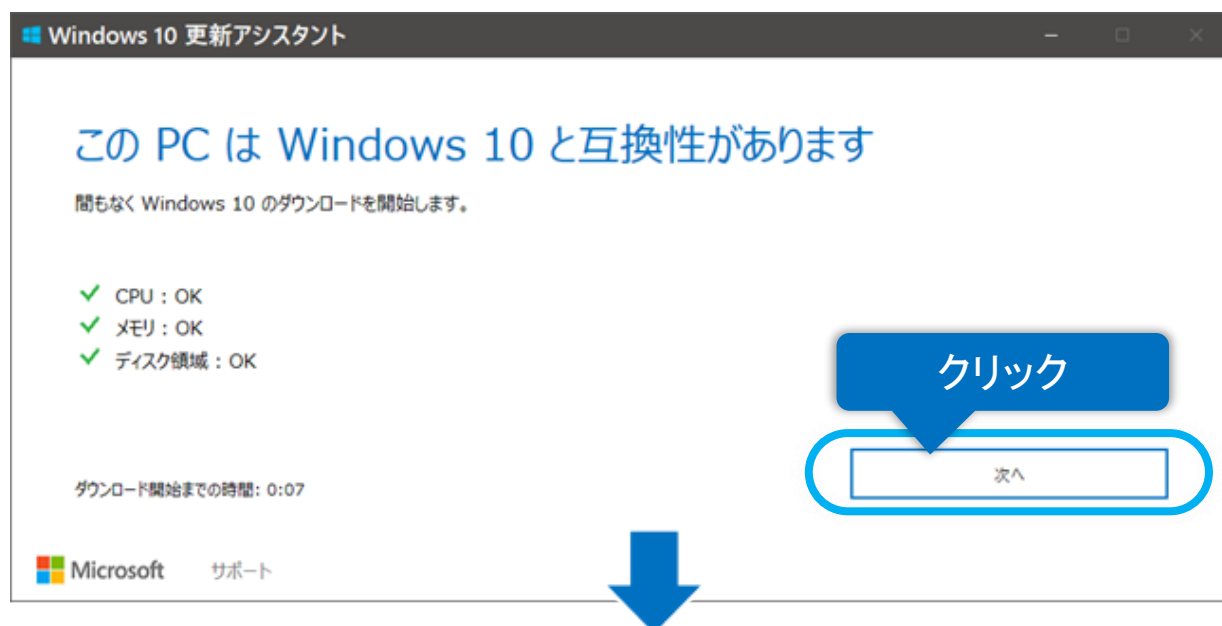 Windows 10 更新アシスタント
この PC は Windows 10 と互換性があります
間もなく Windows 10 のダウンロードを開始します。
CPU : OK
メモリ : OK
ディスク領域 : OK
クリック
次へ
ダウンロード開始までの時間: 0:07
Microsoft サポート